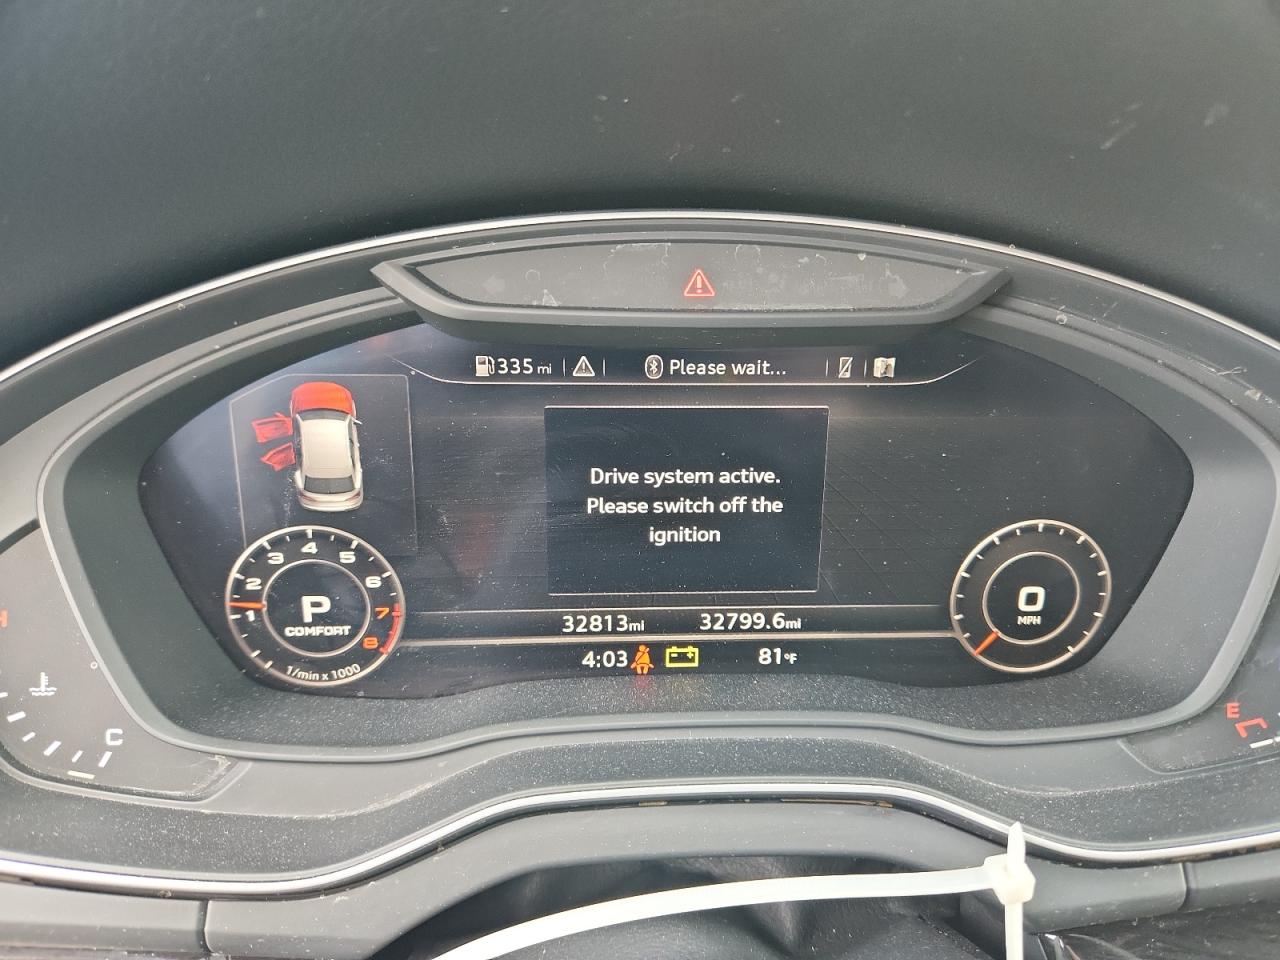 335 mi
Please wait...
Drive system active.
Please switch off the
ignition
1 2 3 4 5 6 7 8
P
COMFORT
1/min x 1000
0
MPH
32813mi
32799.6mi
4:03
81°F
H
C
E